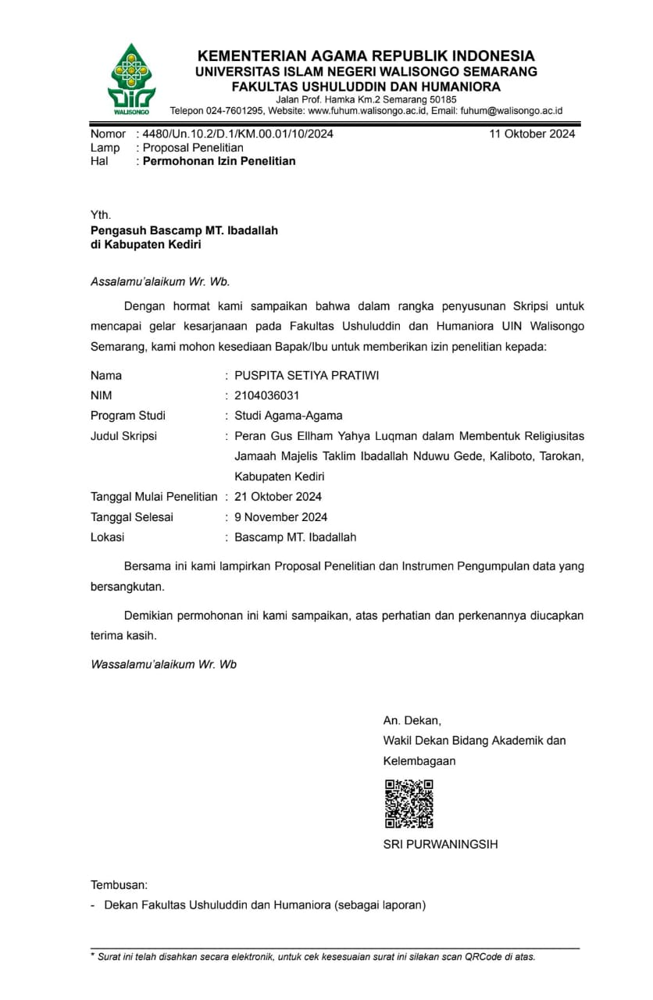 KEMENTERIAN AGAMA REPUBLIK INDONESIA
UNIVERSITAS ISLAM NEGERI WALISONGO SEMARANG
FAKULTAS USHULUDDIN DAN HUMANIORA
Jalan Prof. Hamka Km.2 Semarang 50185
Telepon 024-7601295, Website: www.fuhum.walisongo.ac.id, Email: fuhum@walisongo.ac.id
WALISONGO
Nomor : 4480/Un.10.2/D.1/KM.00.01/10/2024 11 Oktober 2024
Lamp : Proposal Penelitian
Hal : Permohonan Izin Penelitian
Yth.
Pengasuh Bascamp MT. Ibadallah
di Kabupaten Kediri
Assalamu’alaikum Wr. Wb.
Dengan hormat kami sampaikan bahwa dalam rangka penyusunan Skripsi untuk
mencapai gelar kesarjanaan pada Fakultas Ushuluddin dan Humaniora UIN Walisongo
Semarang, kami mohon kesediaan Bapak/Ibu untuk memberikan izin penelitian kepada:
Nama : PUSPITA SETIYA PRATIWI
NIM : 2104036031
Program Studi : Studi Agama-Agama
Judul Skripsi : Peran Gus Ellham Yahya Luqman dalam Membentuk Religiusitas
Jamaah Majelis Taklim Ibadallah Nduwu Gede, Kaliboto, Tarokan,
Kabupaten Kediri
Tanggal Mulai Penelitian : 21 Oktober 2024
Tanggal Selesai : 9 November 2024
Lokasi : Bascamp MT. Ibadallah
Bersama ini kami lampirkan Proposal Penelitian dan Instrumen Pengumpulan data yang
bersangkutan.
Demikian permohonan ini kami sampaikan, atas perhatian dan perkenannya diucapkan
terima kasih.
Wassalamu’alaikum Wr. Wb
An. Dekan,
Wakil Dekan Bidang Akademik dan
Kelembagaan
SRI PURWANINGSIH
Tembusan:
- Dekan Fakultas Ushuluddin dan Humaniora (sebagai laporan)
* Surat ini telah disahkan secara elektronik, untuk cek kesesuaian surat ini silakan scan QRCode di atas.